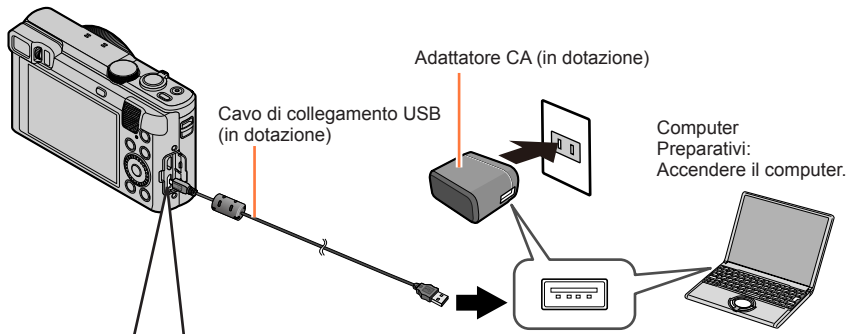 Adattatore CA (in dotazione)
Cavo di collegamento USB
(in dotazione)
Computer
Preparativi:
Accendere il computer.